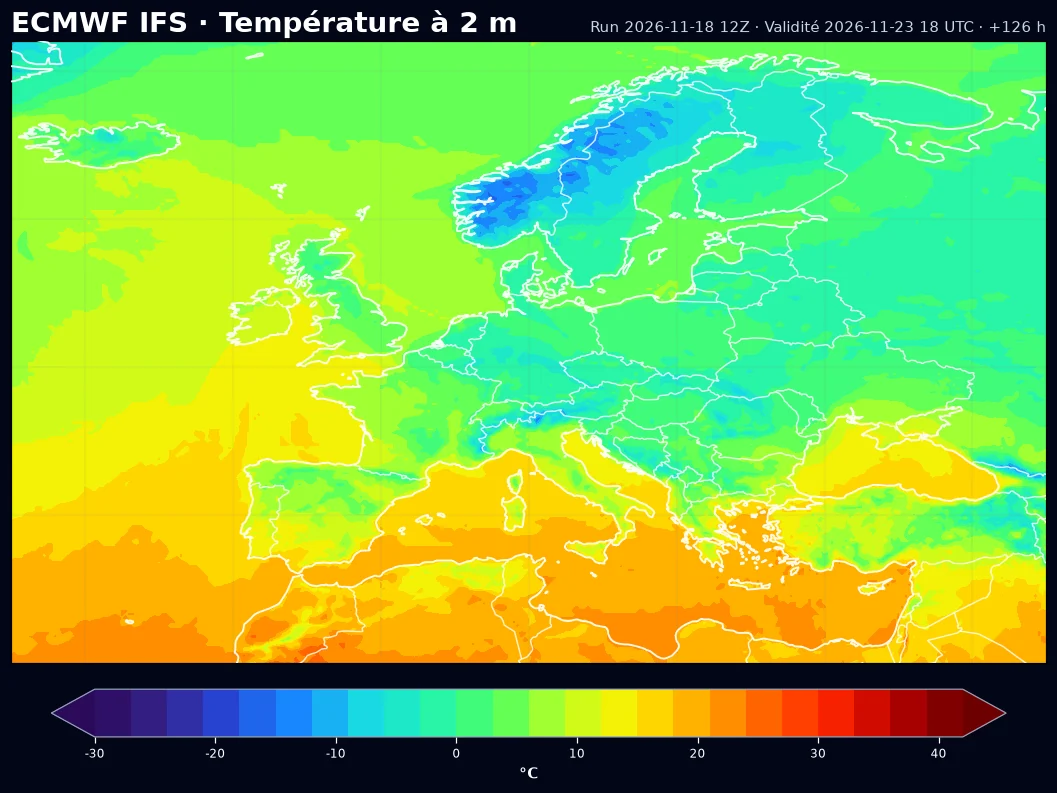 ECMWF IFS · Température à 2 m
Run 2026-11-18 12Z · Validité 2026-11-23 18 UTC · +126 h
-30 -20 -10 0 10 20 30 40
°C